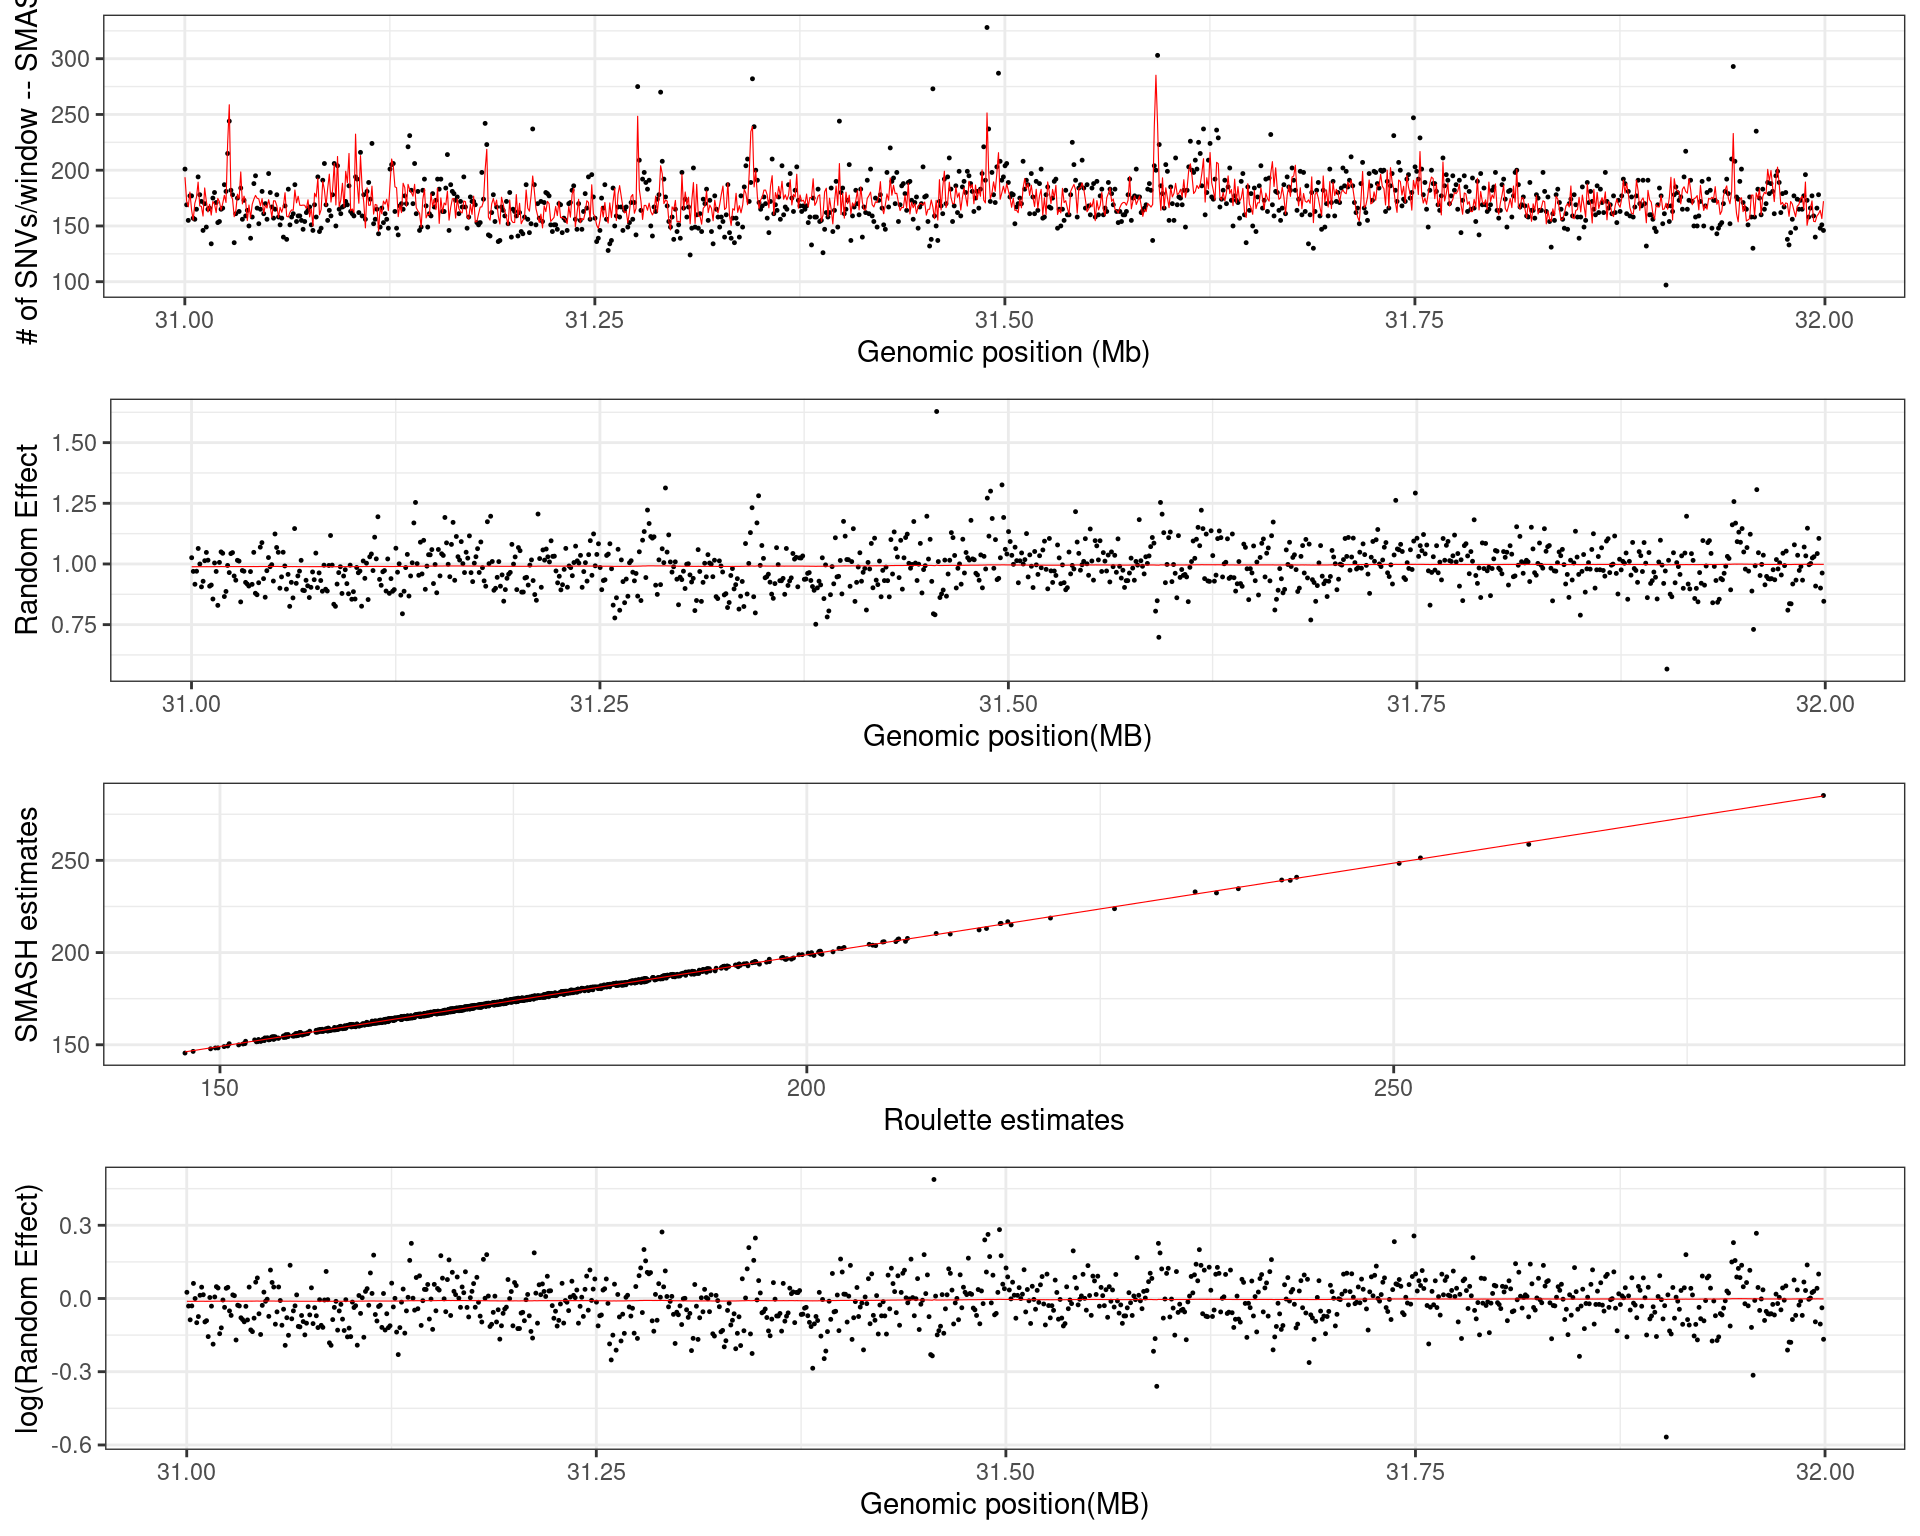 # of SNVs/window -- SMAS
300
250
200
150
100
31.00 31.25 31.50 31.75 32.00
Genomic position (Mb)
Random Effect
1.50
1.25
1.00
0.75
31.00 31.25 31.50 31.75 32.00
Genomic position(MB)
SMASH estimates
250
200
150
150 200 250
Roulette estimates
log(Random Effect)
0.3
0.0
-0.3
-0.6
31.00 31.25 31.50 31.75 32.00
Genomic position(MB)